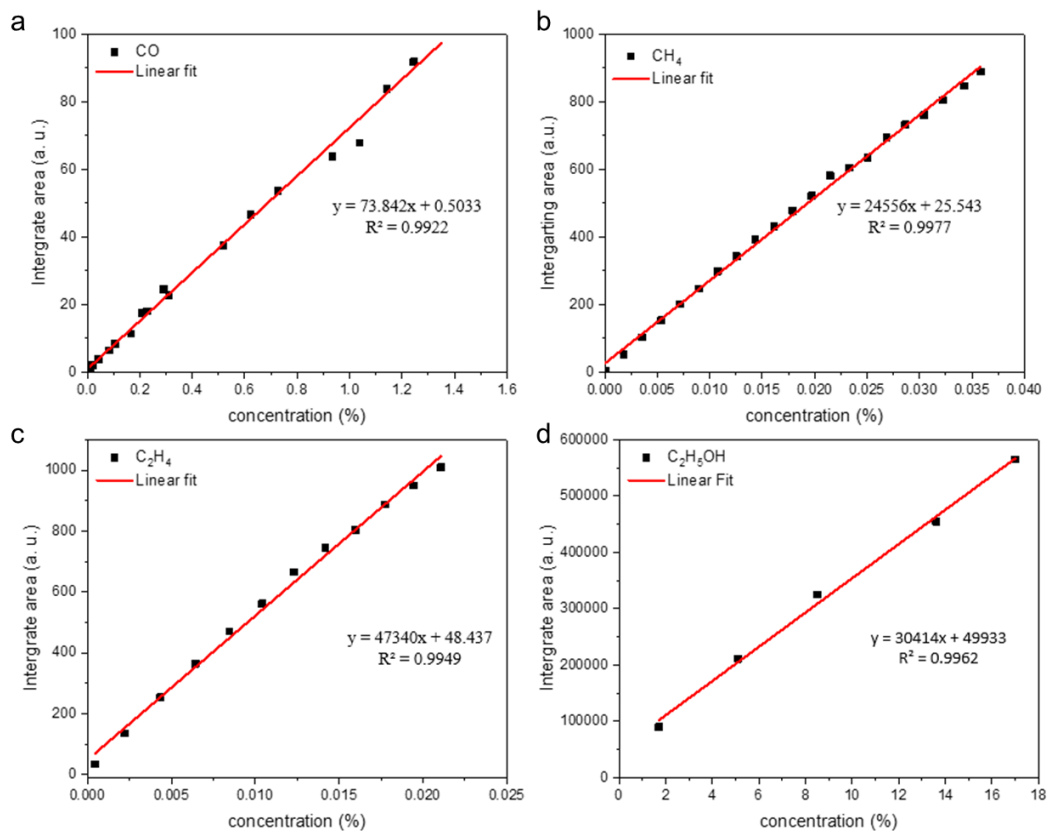 a
CO
Linear fit
y = 73.842x + 0.5033
R² = 0.9922
Intergrate area (a. u.)
0
20
40
60
80
100
0.0
0.2
0.4
0.6
0.8
1.0
1.2
1.4
1.6
concentration (%)
b
CH₄
Linear fit
y = 24556x + 25.543
R² = 0.9977
Intergarting area (a.u.)
0
200
400
600
800
1000
0.000
0.005
0.010
0.015
0.020
0.025
0.030
0.035
0.040
concentration (%)
c
C₂H₄
Linear fit
y = 47340x + 48.437
R² = 0.9949
Intergrate area (a. u.)
0
200
400
600
800
1000
0.000
0.005
0.010
0.015
0.020
0.025
concentration (%)
d
C₂H₅OH
Linear Fit
y = 30414x + 49933
R² = 0.9962
Intergrate area (a. u.)
0
100000
200000
300000
400000
500000
600000
0
2
4
6
8
10
12
14
16
18
concentration (%)